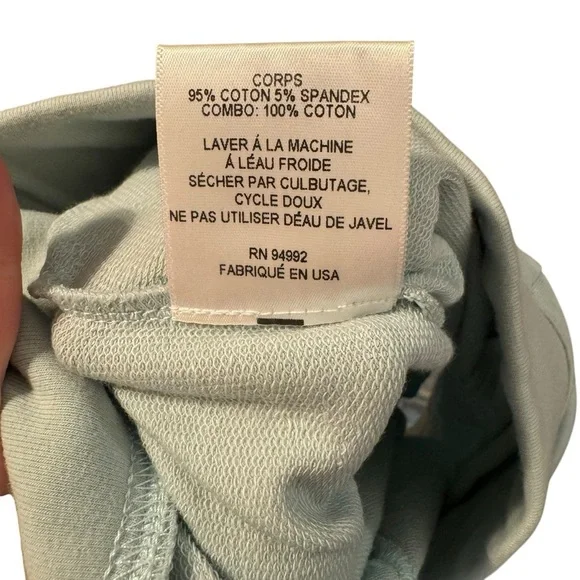 CORPS
95% COTON 5% SPANDEX
COMBO: 100% COTON
LAVER Á LA MACHINE
Á LÉAU FROIDE
SÉCHER PAR CULBUTAGE,
CYCLE DOUX
NE PAS UTILISER DÉAU DE JAVEL
RN 94992
FABRIQUÉ EN USA